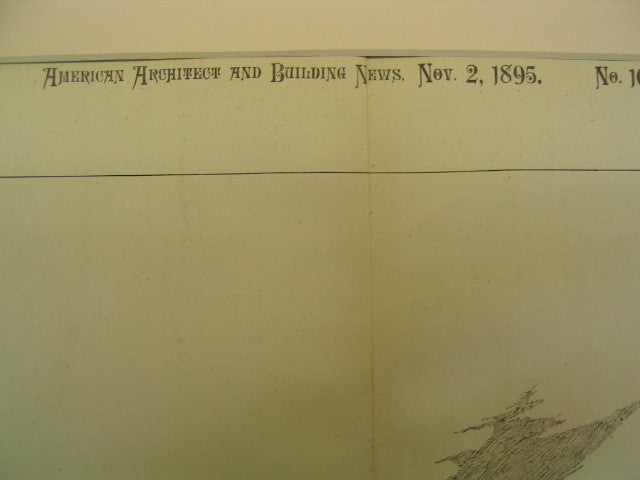 American Architect and Building News, Nov. 2, 1895. No.